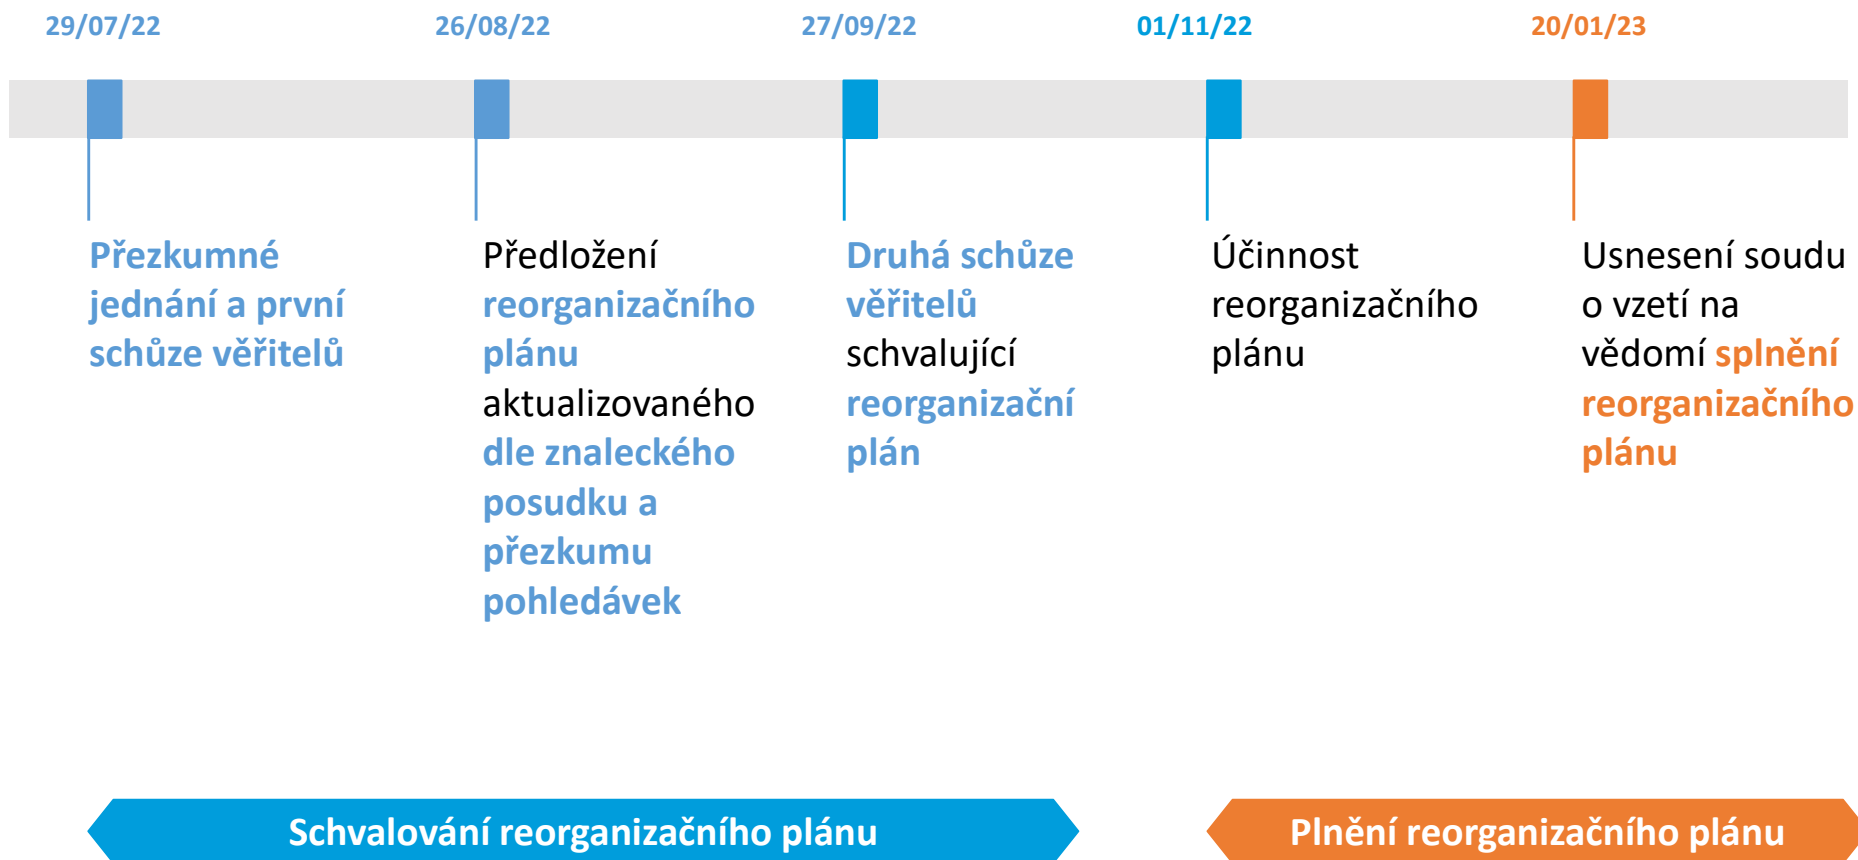 29/07/22
26/08/22
27/09/22
01/11/22
20/01/23
Přezkumné
jednání a první
schůze věřitelů
Předložení
reorganizačního
plánu
aktualizovaného
dle znaleckého
posudku a
přezkumu
pohledávek
Druhá schůze
věřitelů
schvalující
reorganizační
plán
Účinnost
reorganizačního
plánu
Usnesení soudu
o vzetí na
vědomí splnění
reorganizačního
plánu
Schvalování reorganizačního plánu
Plnění reorganizačního plánu